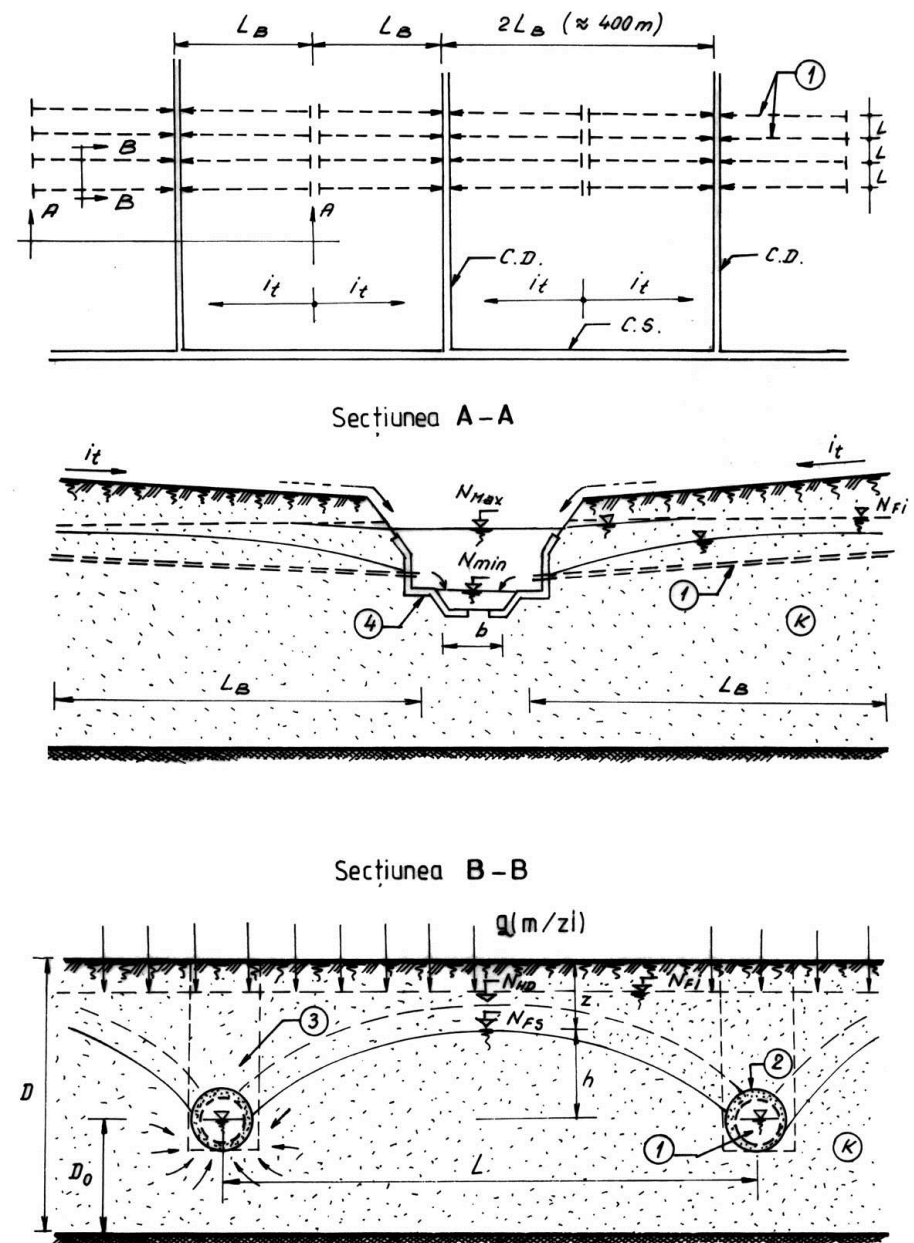 L_B L_B 2L_B (≈ 400m)
1
B
B
L
L
L
A A
C.D. C.D.
i_t i_t i_t i_t
C.S.
Secțiunea A-A
i_t i_t
N_Max N_Fi
N_min
1
4 b K
L_B L_B
Secțiunea B-B
q(m/zi)
N_HD N_Fi
z
N_FS
3
2
D h
1
K
D_0 L